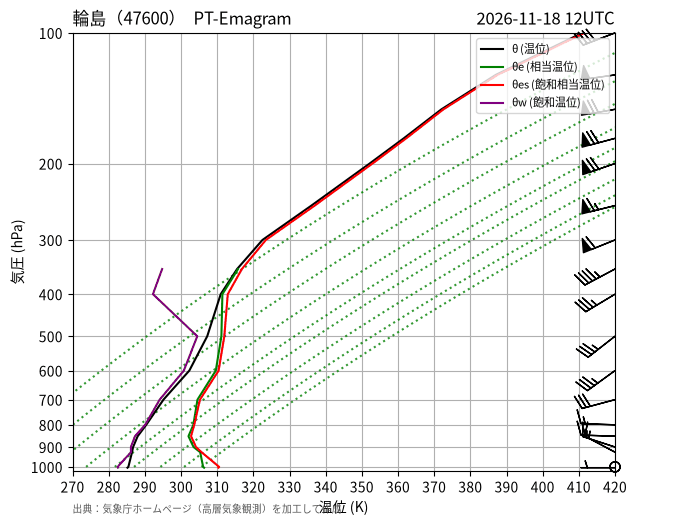 輪島（47600） PT-Emagram
2026-11-18 12UTC
θ (温位)
θe (相当温位)
θes (飽和相当温位)
θw (飽和温位)
気圧 (hPa)
100
200
300
400
500
600
700
800
900
1000
270 280 290 300 310 320 330 340 350 360 370 380 390 400 410 420
温位 (K)
出典：気象庁ホームページ（高層気象観測）を加工して